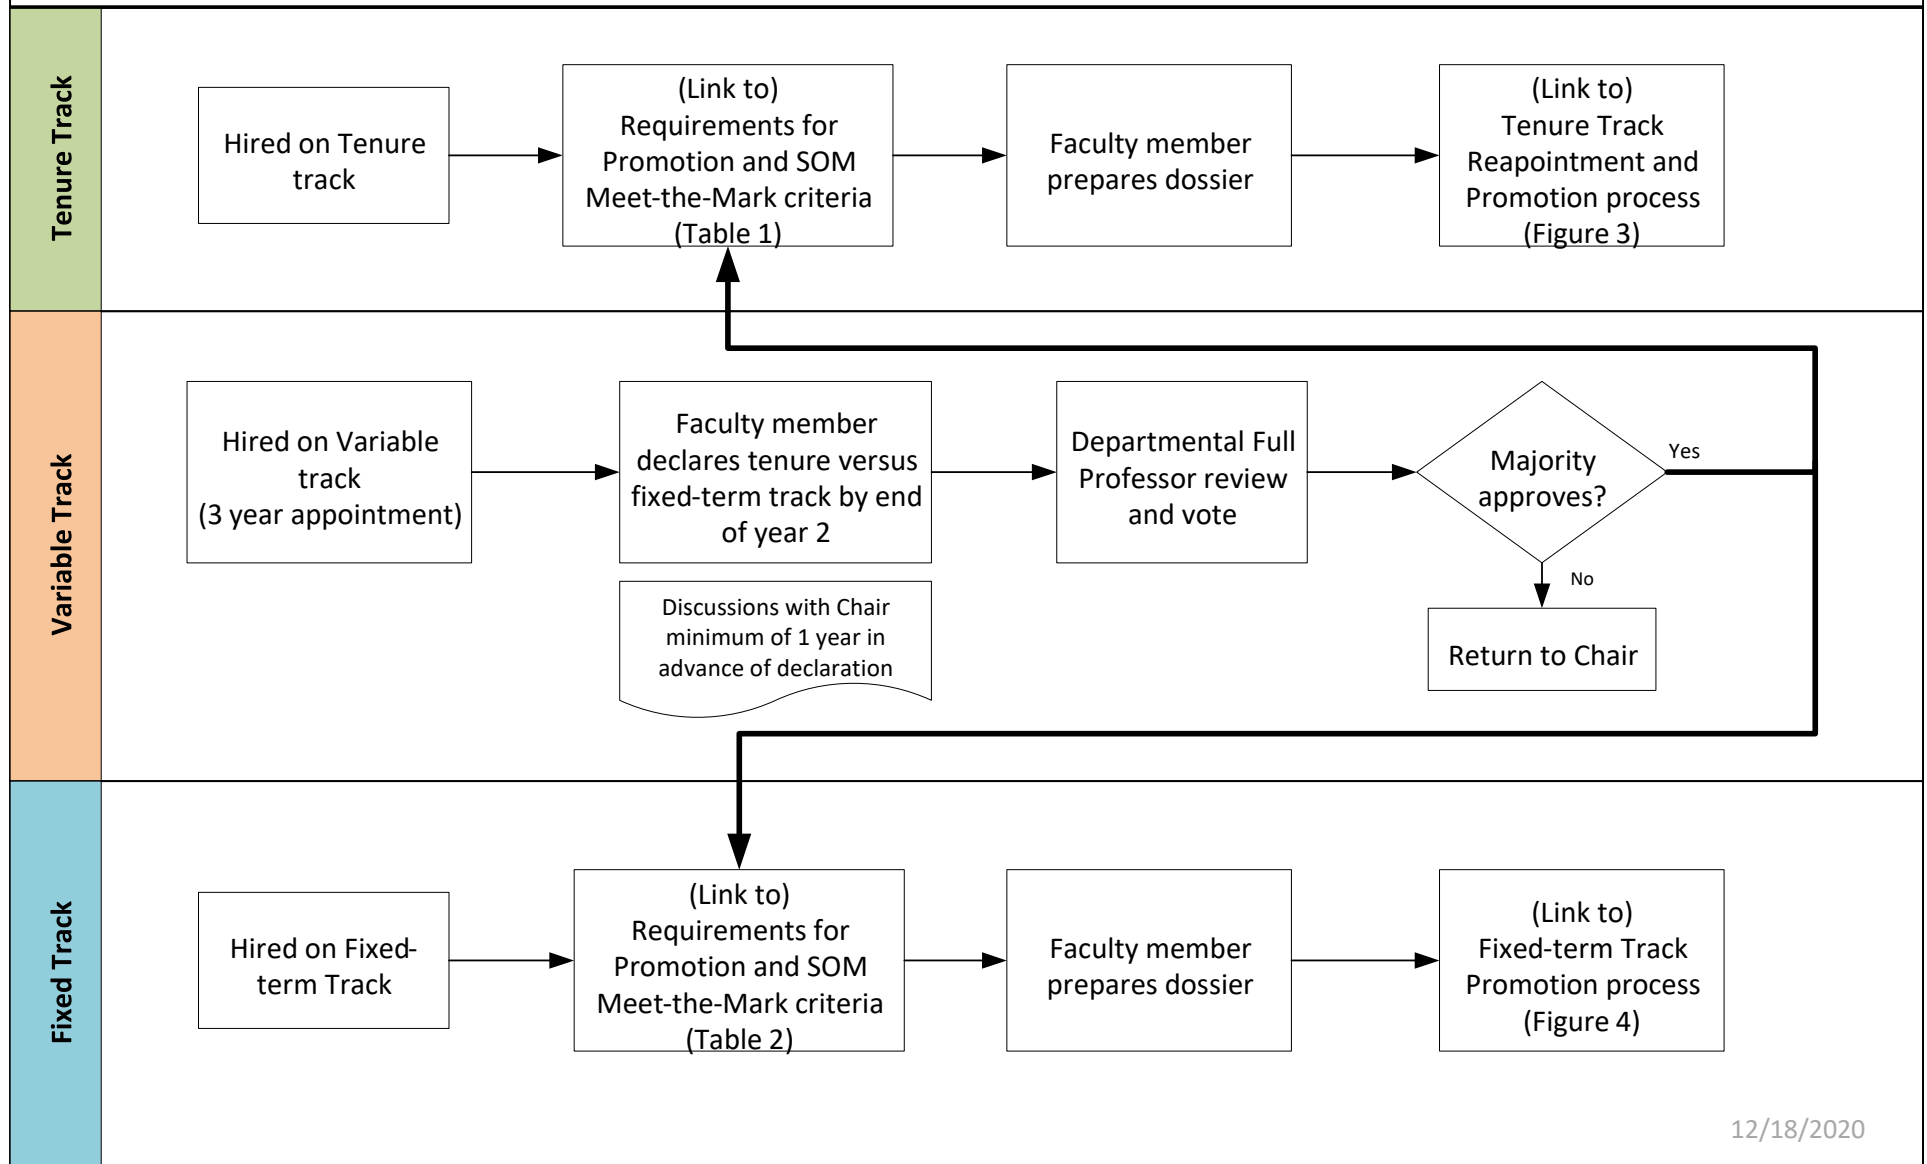 Tenure Track
Hired on Tenure
track
(Link to)
Requirements for
Promotion and SOM
Meet-the-Mark criteria
(Table 1)
Faculty member
prepares dossier
(Link to)
Tenure Track
Reapointment and
Promotion process
(Figure 3)
Variable Track
Hired on Variable
track
(3 year appointment)
Faculty member
declares tenure versus
fixed-term track by end
of year 2
Discussions with Chair
minimum of 1 year in
advance of declaration
Departmental Full
Professor review
and vote
Majority
approves?
Yes
No
Return to Chair
Fixed Track
Hired on Fixed-
term Track
(Link to)
Requirements for
Promotion and SOM
Meet-the-Mark criteria
(Table 2)
Faculty member
prepares dossier
(Link to)
Fixed-term Track
Promotion process
(Figure 4)
12/18/2020